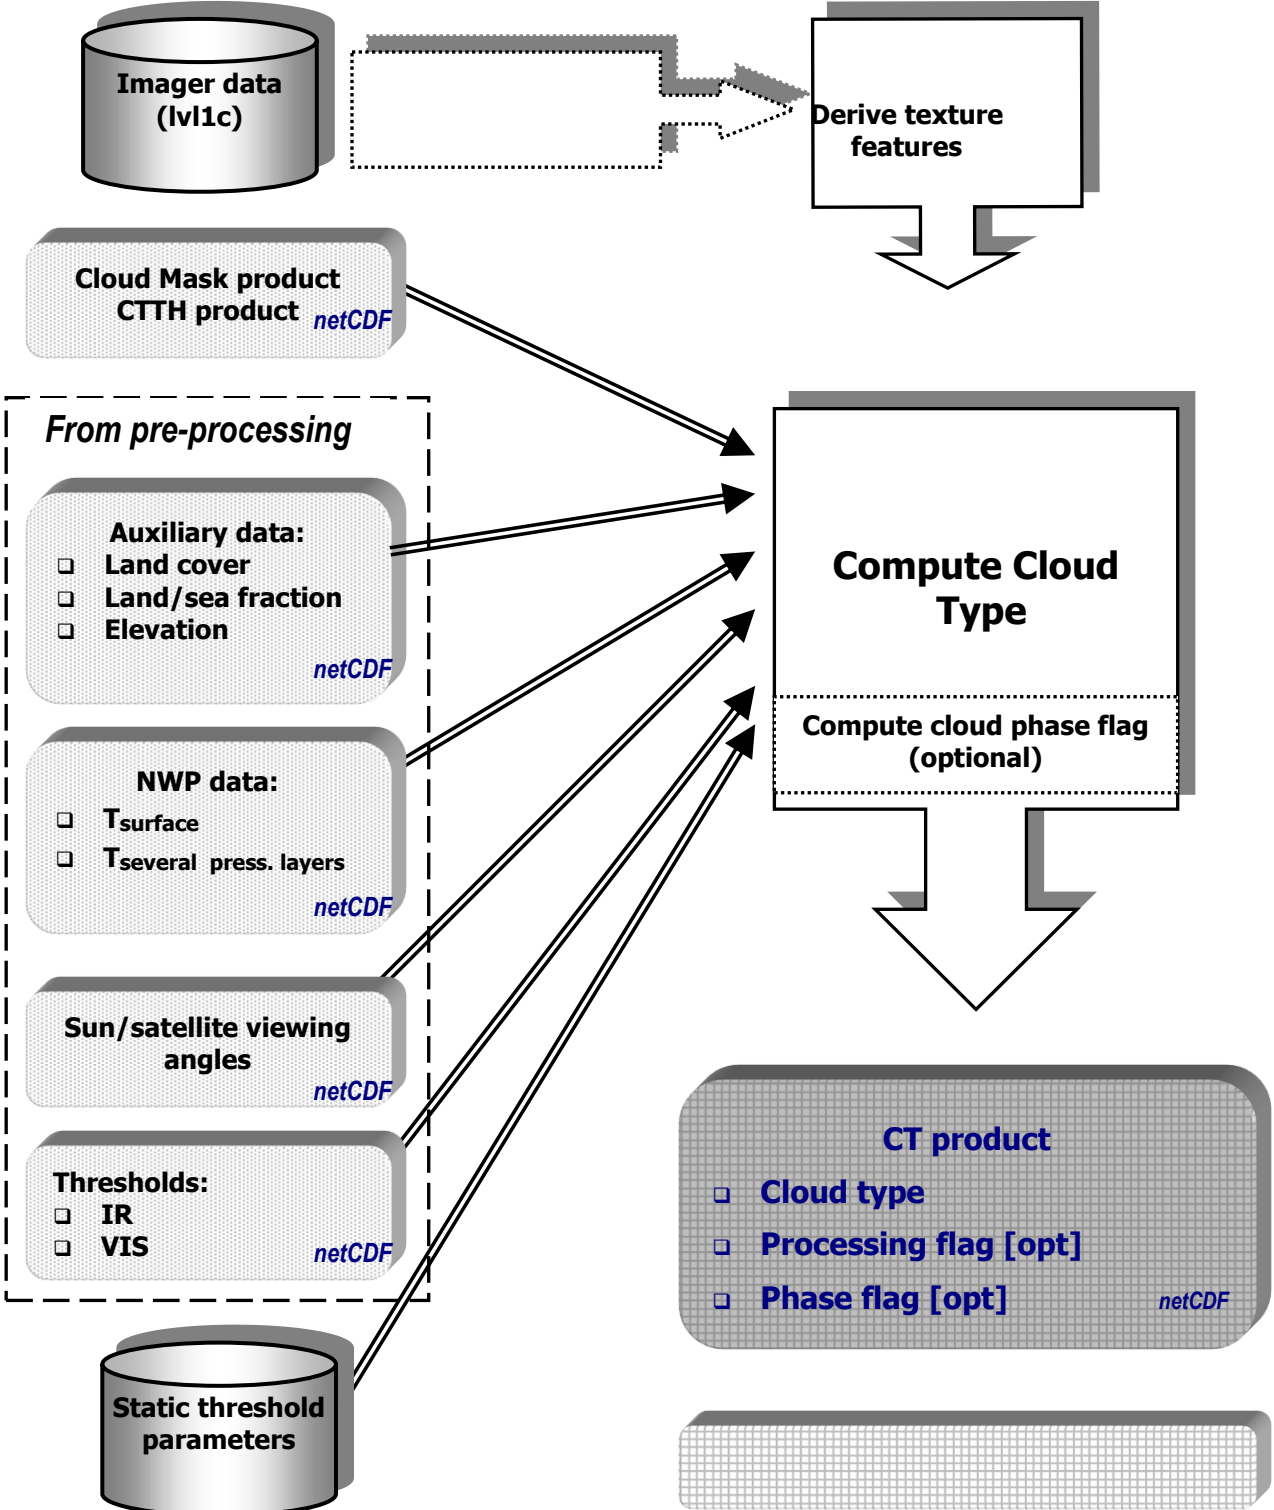 Imager data
(lvl1c)
Derive texture
features
Cloud Mask product
CTTH product
netCDF
From pre-processing
Auxiliary data:
❑ Land cover
❑ Land/sea fraction
❑ Elevation
netCDF
NWP data:
❑ Tsurface
❑ Tseveral press. layers
netCDF
Sun/satellite viewing
angles
netCDF
Thresholds:
❑ IR
❑ VIS
netCDF
Static threshold
parameters
Compute Cloud
Type
Compute cloud phase flag
(optional)
CT product
❑ Cloud type
❑ Processing flag [opt]
❑ Phase flag [opt]
netCDF